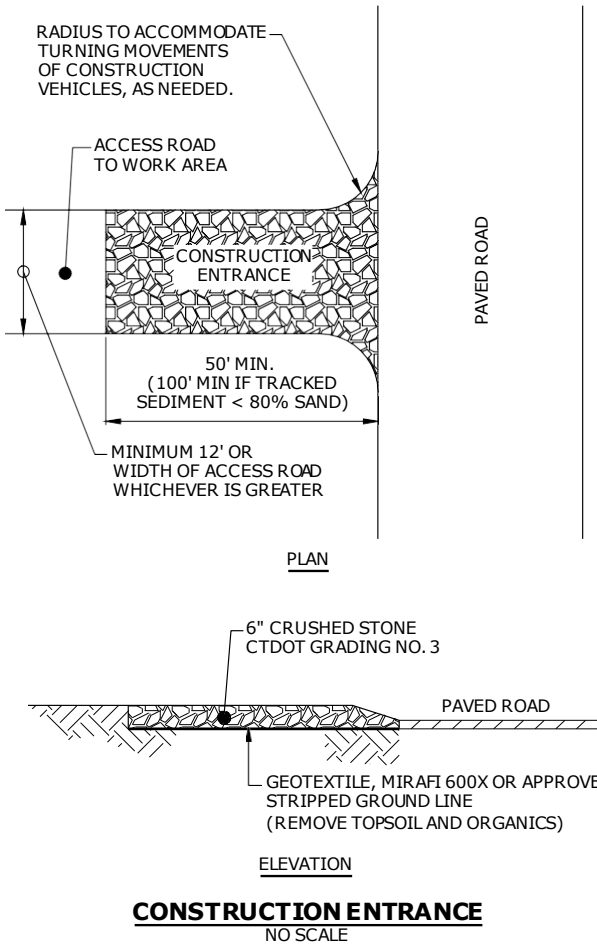 RADIUS TO ACCOMMODATE
TURNING MOVEMENTS
OF CONSTRUCTION
VEHICLES, AS NEEDED.
ACCESS ROAD
TO WORK AREA
CONSTRUCTION
ENTRANCE
PAVED ROAD
50' MIN.
(100' MIN IF TRACKED
SEDIMENT < 80% SAND)
MINIMUM 12' OR
WIDTH OF ACCESS ROAD
WHICHEVER IS GREATER
PLAN
6" CRUSHED STONE
CTDOT GRADING NO. 3
PAVED ROAD
GEOTEXTILE, MIRAFI 600X OR APPROVE
STRIPPED GROUND LINE
(REMOVE TOPSOIL AND ORGANICS)
ELEVATION
CONSTRUCTION ENTRANCE
NO SCALE